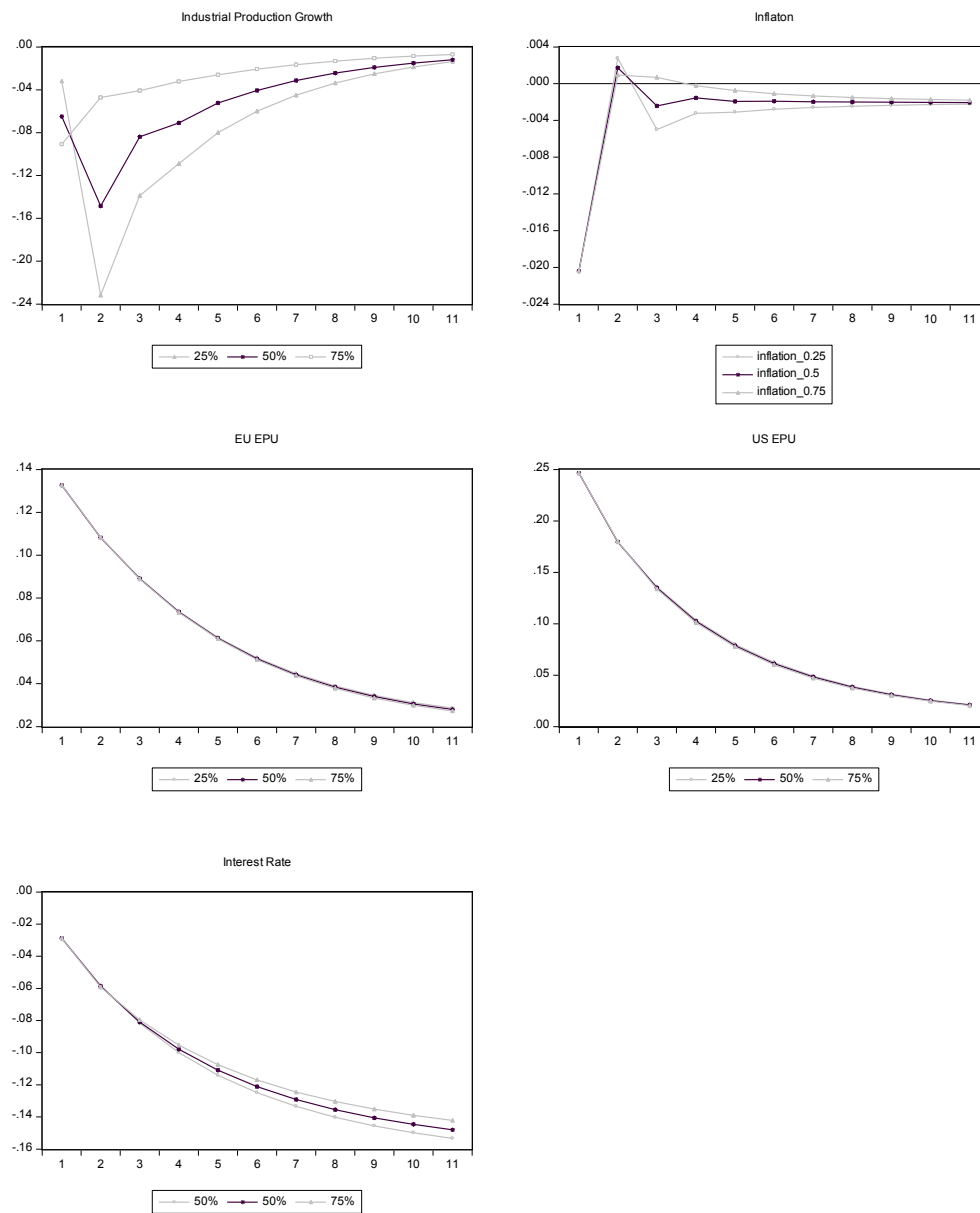 Industrial Production Growth
.00
-.04
-.08
-.12
-.16
-.20
-.24
1 2 3 4 5 6 7 8 9 10 11
25% 50% 75%
Inflaton
.004
.000
-.004
-.008
-.012
-.016
-.020
-.024
1 2 3 4 5 6 7 8 9 10 11
inflation_0.25
inflation_0.5
inflation_0.75
EU EPU
.14
.12
.10
.08
.06
.04
.02
1 2 3 4 5 6 7 8 9 10 11
25% 50% 75%
US EPU
.25
.20
.15
.10
.05
.00
1 2 3 4 5 6 7 8 9 10 11
25% 50% 75%
Interest Rate
.00
-.02
-.04
-.06
-.08
-.10
-.12
-.14
-.16
1 2 3 4 5 6 7 8 9 10 11
50% 50% 75%